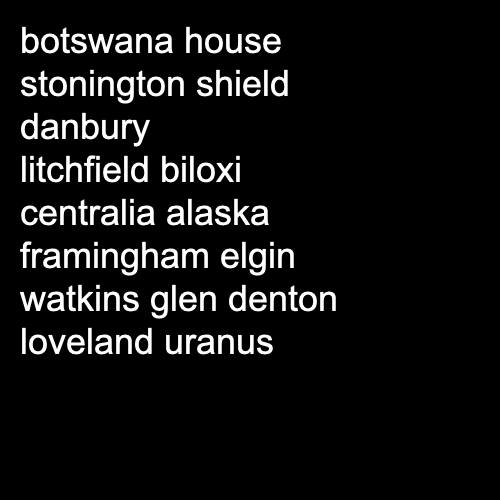 botswana house
stonington shield
danbury
litchfield biloxi
centralia alaska
framingham elgin
watkins glen denton
loveland uranus